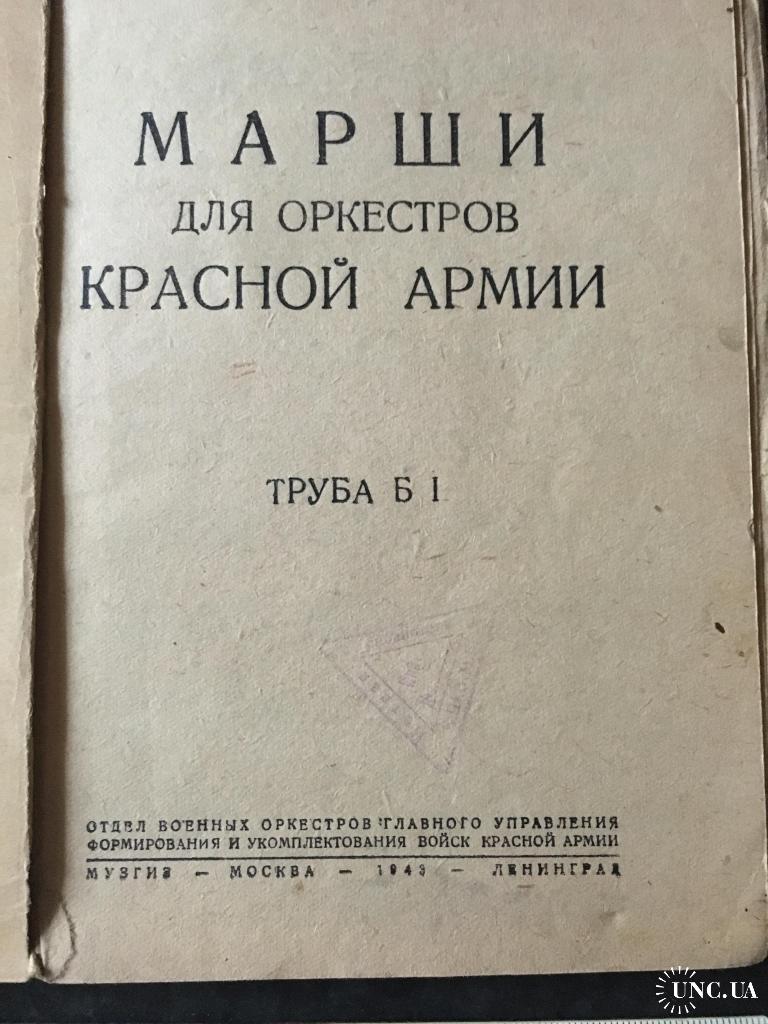 МАРШИ
ДЛЯ ОРКЕСТРОВ
КРАСНОЙ АРМИИ
ТРУБА Б I
ОТДЕЛ ВОЕННЫХ ОРКЕСТРОВ ГЛАВНОГО УПРАВЛЕНИЯ
ФОРМИРОВАНИЯ И УКОМПЛЕКТОВАНИЯ ВОЙСК КРАСНОЙ АРМИИ
МУЗГИЗ — МОСКВА — 1943 — ЛЕНИНГРАД
UNC.UA